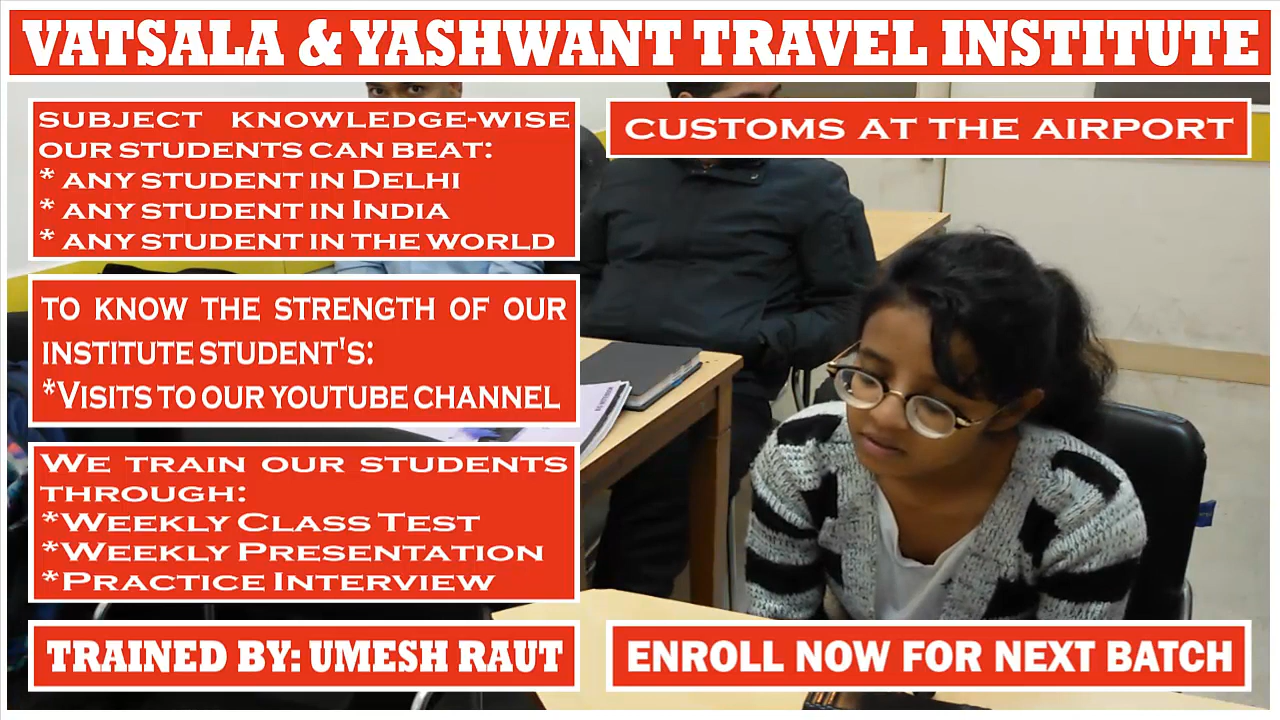 VATSALA & YASHWANT TRAVEL INSTITUTE
SUBJECT KNOWLEDGE-WISE
OUR STUDENTS CAN BEAT:
* ANY STUDENT IN DELHI
* ANY STUDENT IN INDIA
* ANY STUDENT IN THE WORLD
CUSTOMS AT THE AIRPORT
TO KNOW THE STRENGTH OF OUR
INSTITUTE STUDENT'S:
*VISITS TO OUR YOUTUBE CHANNEL
WE TRAIN OUR STUDENTS
THROUGH:
*WEEKLY CLASS TEST
*WEEKLY PRESENTATION
*PRACTICE INTERVIEW
TRAINED BY: UMESH RAUT
ENROLL NOW FOR NEXT BATCH